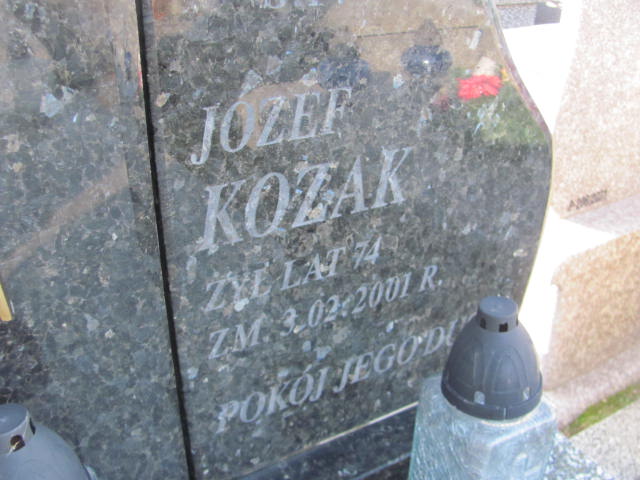 JÓZEF
KOZAK
ŻYŁ LAT 74
ZM. 3.02.2001 R.
POKÓJ JEGO